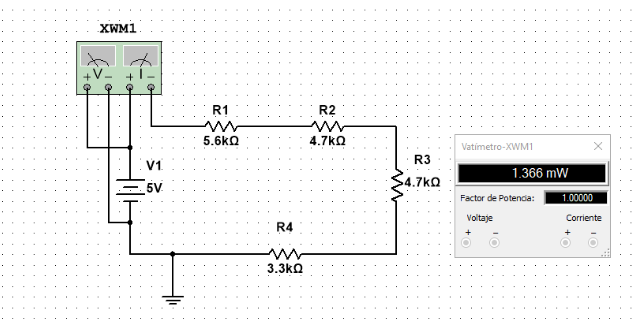 XWM1
+ V - + I -
R1
5.6kΩ
R2
4.7kΩ
R3
4.7kΩ
V1
5V
R4
3.3kΩ
Vatímetro-XWM1
1.366 mW
Factor de Potencia: 1.00000
Voltaje Corriente
+ - + -